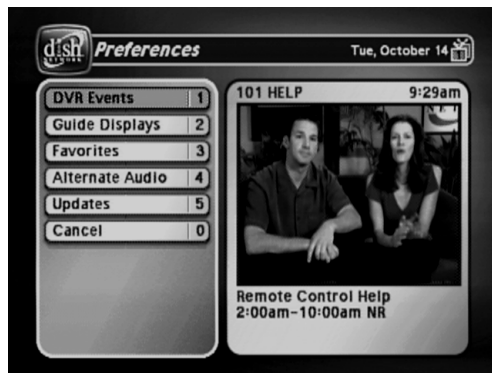 dish
NETWORK
Preferences
Tue, October 14
DVR Events 1
Guide Displays 2
Favorites 3
Alternate Audio 4
Updates 5
Cancel 0
101 HELP 9:29am
Remote Control Help
2:00am-10:00am NR